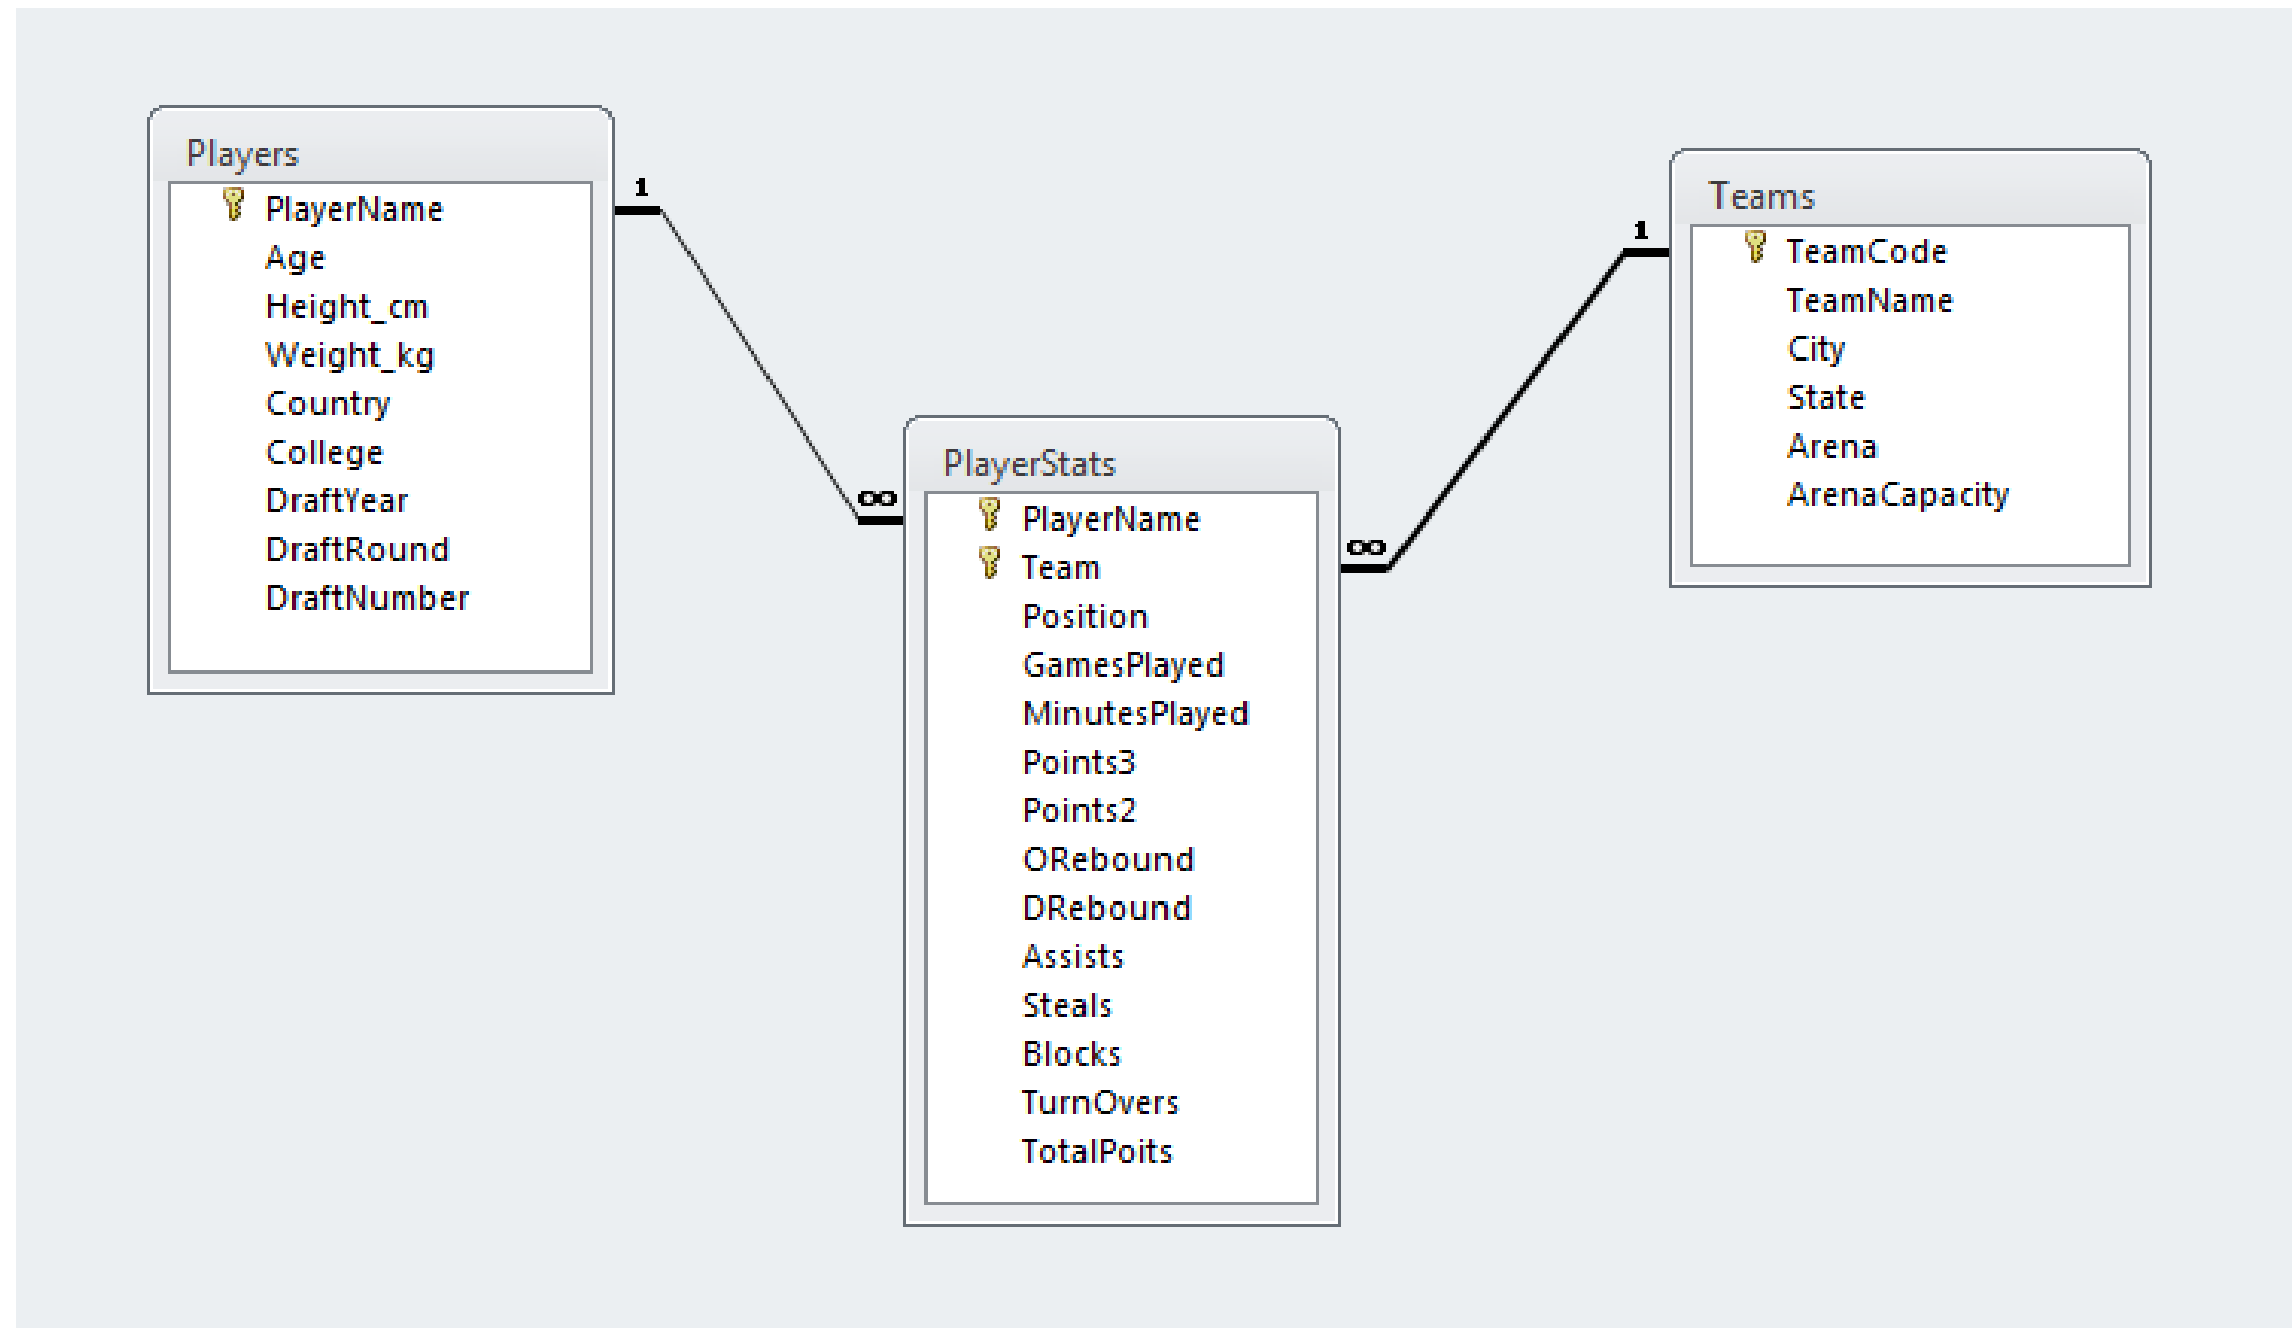 Players
PlayerName
Age
Height_cm
Weight_kg
Country
College
DraftYear
DraftRound
DraftNumber
1
∞
PlayerStats
PlayerName
Team
Position
GamesPlayed
MinutesPlayed
Points3
Points2
ORebound
DRebound
Assists
Steals
Blocks
TurnOvers
TotalPoits
∞
1
Teams
TeamCode
TeamName
City
State
Arena
ArenaCapacity